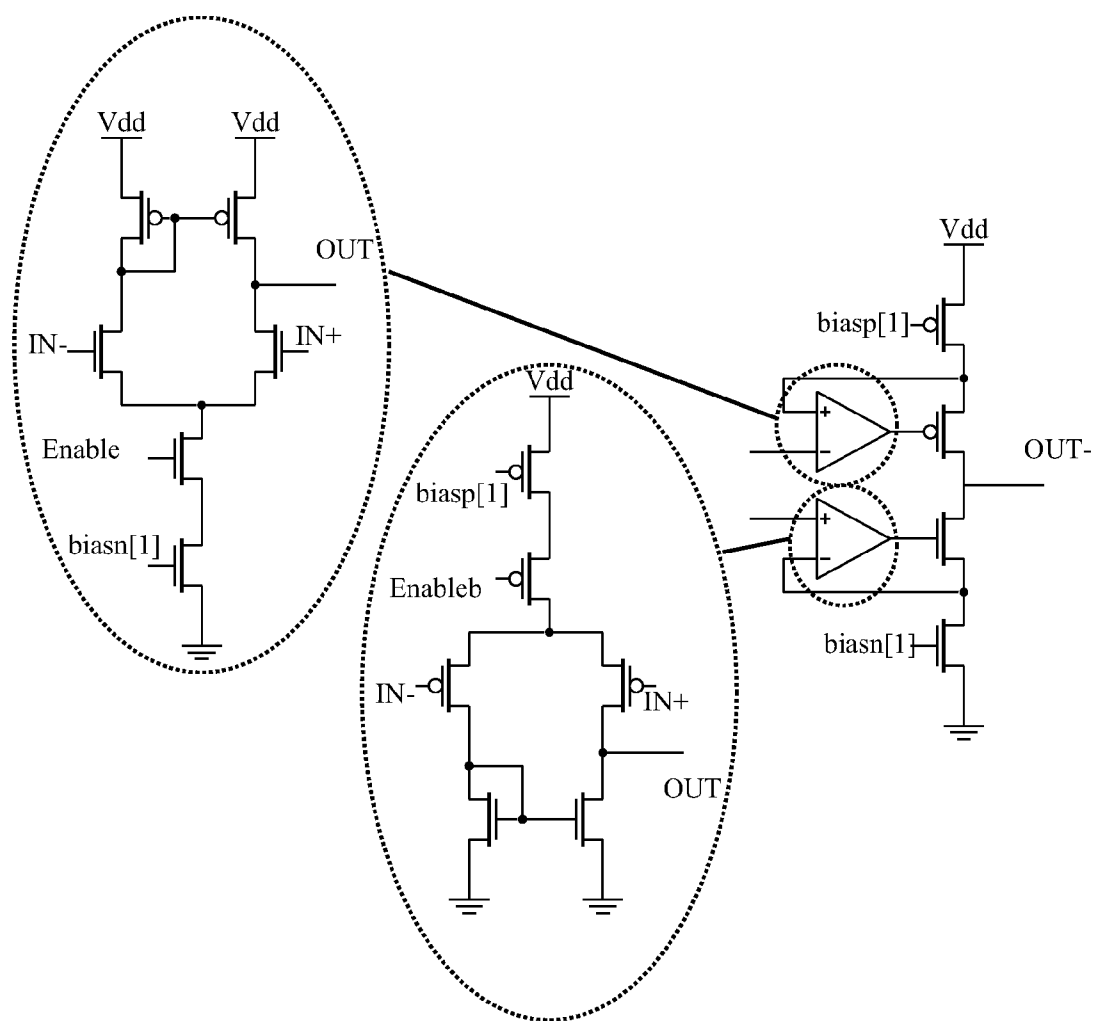 Vdd
Vdd
OUT
IN-
IN+
Enable
biasn[1]
Vdd
biasp[1]
Enableb
IN-
IN+
OUT
Vdd
biasp[1]
+
-
OUT-
+
-
biasn[1]